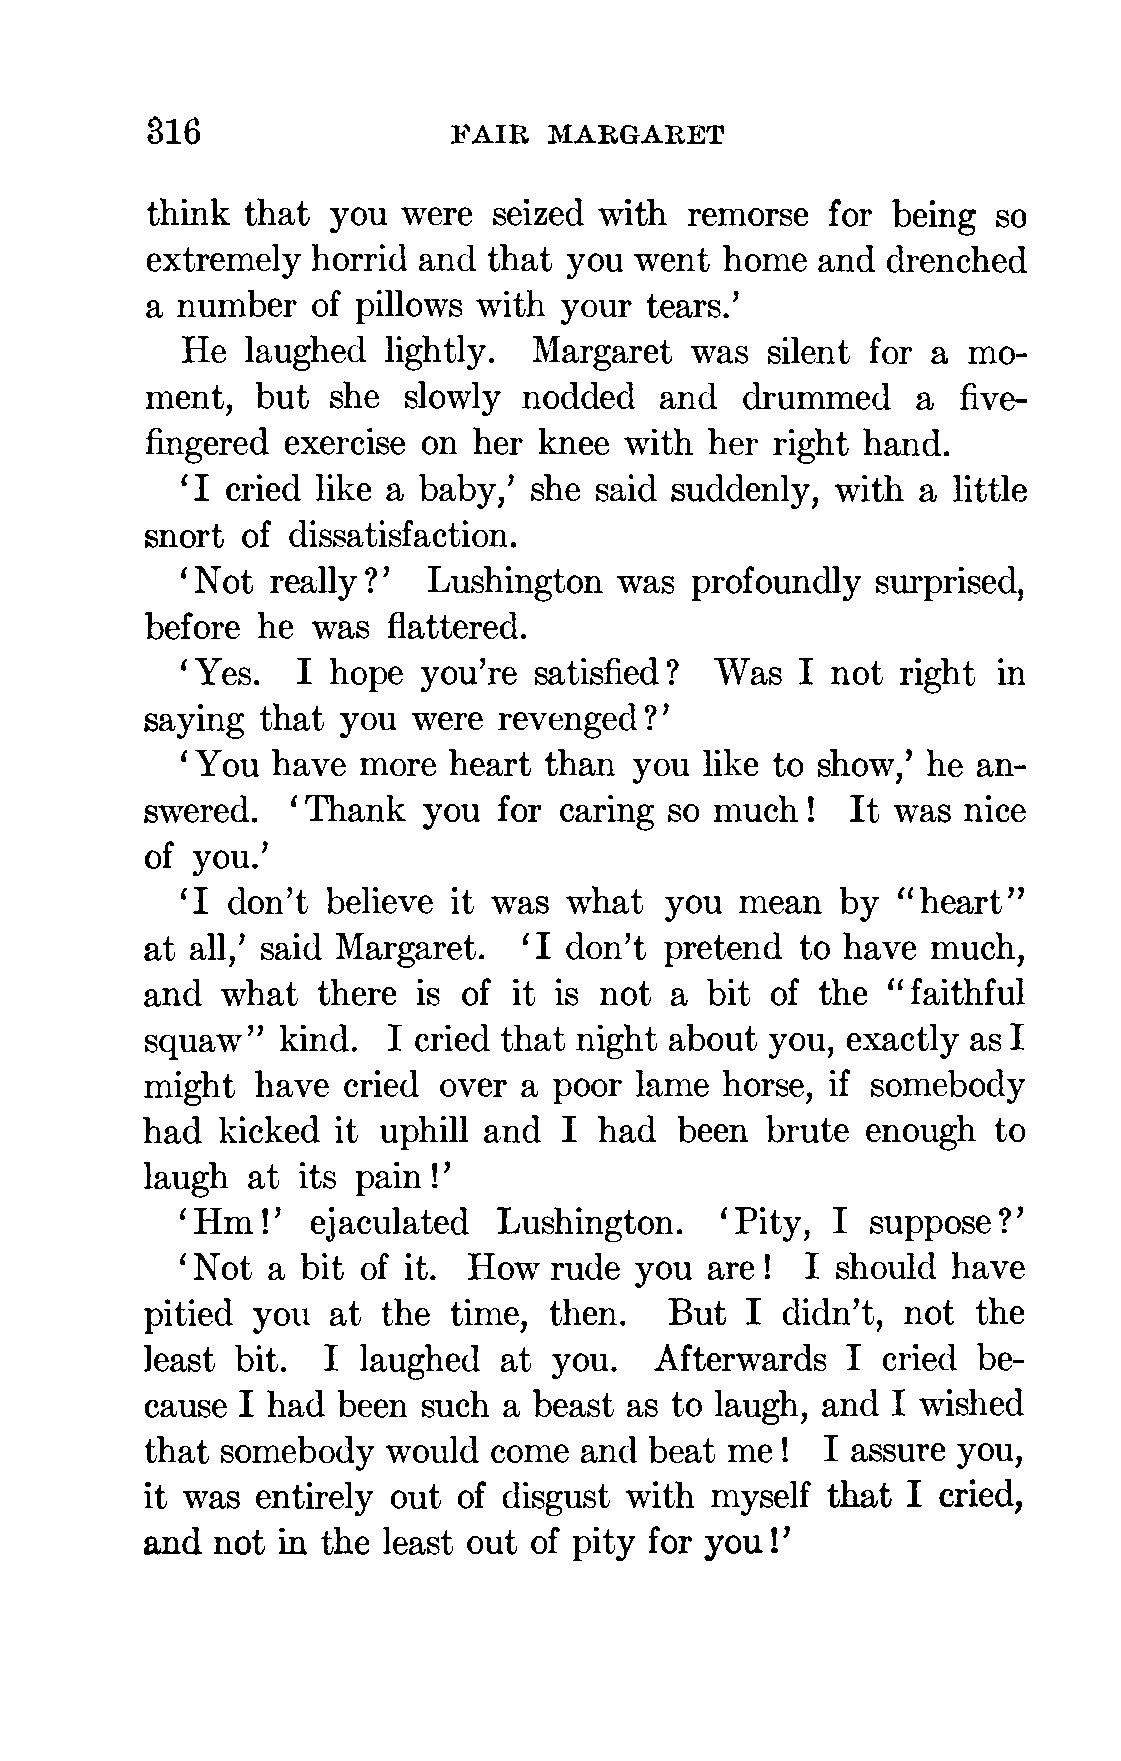 316 FAIR MARGARET
think that you were seized with remorse for being so
extremely horrid and that you went home and drenched
a number of pillows with your tears.’
He laughed lightly. Margaret was silent for a mo-
ment, but she slowly nodded and drummed a five-
fingered exercise on her knee with her right hand.
‘I cried like a baby,’ she said suddenly, with a little
snort of dissatisfaction.
‘Not really?’ Lushington was profoundly surprised,
before he was flattered.
‘Yes. I hope you’re satisfied? Was I not right in
saying that you were revenged?’
‘You have more heart than you like to show,’ he an-
swered. ‘Thank you for caring so much! It was nice
of you.’
‘I don’t believe it was what you mean by “heart”
at all,’ said Margaret. ‘I don’t pretend to have much,
and what there is of it is not a bit of the “faithful
squaw” kind. I cried that night about you, exactly as I
might have cried over a poor lame horse, if somebody
had kicked it uphill and I had been brute enough to
laugh at its pain!’
‘Hm!’ ejaculated Lushington. ‘Pity, I suppose?’
‘Not a bit of it. How rude you are! I should have
pitied you at the time, then. But I didn’t, not the
least bit. I laughed at you. Afterwards I cried be-
cause I had been such a beast as to laugh, and I wished
that somebody would come and beat me! I assure you,
it was entirely out of disgust with myself that I cried,
and not in the least out of pity for you!’